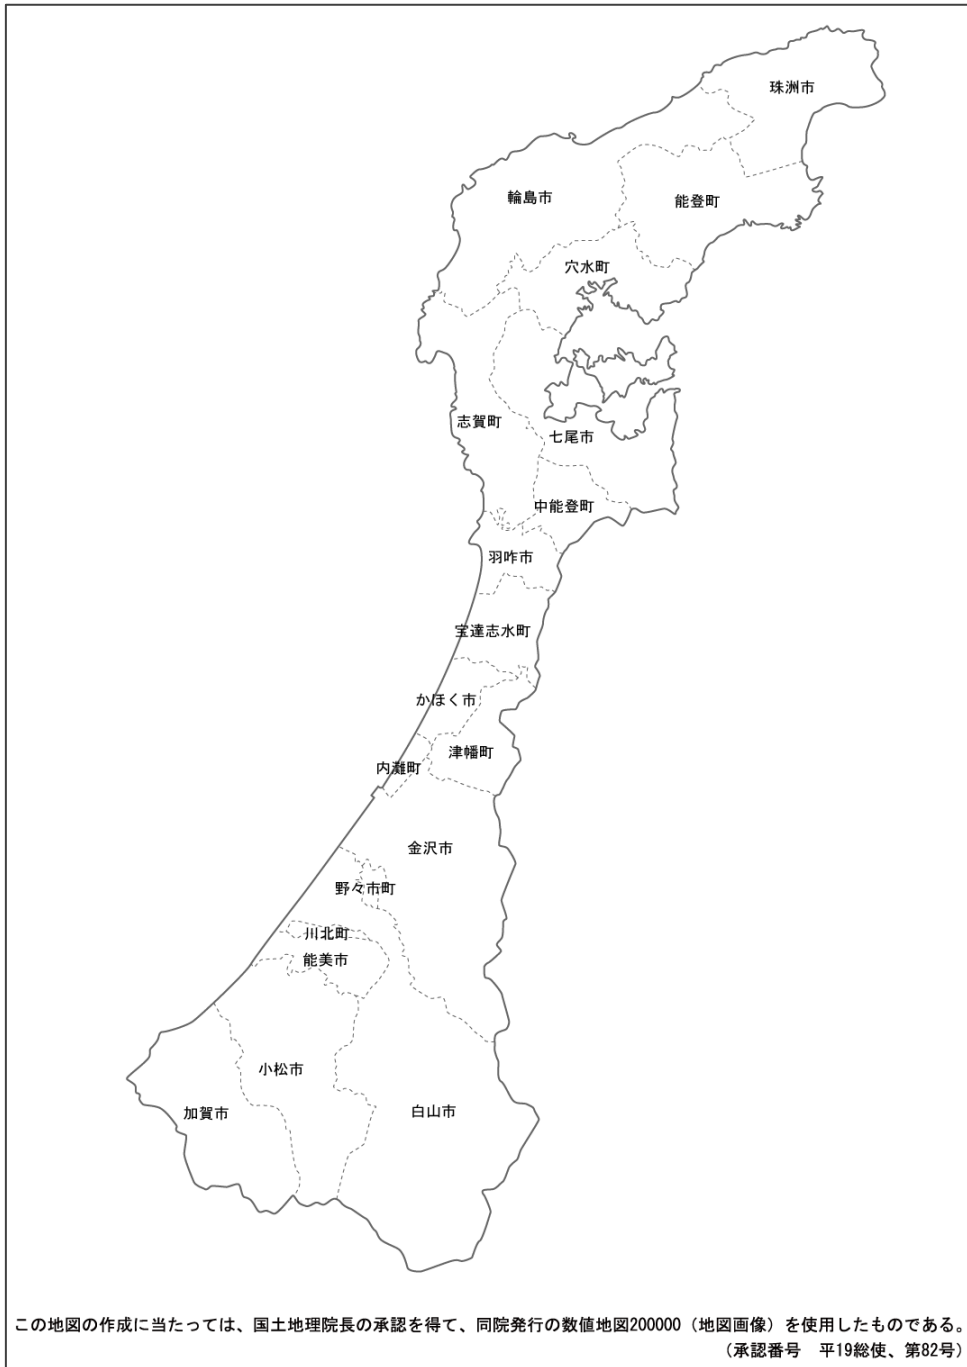 珠洲市
輪島市
能登町
穴水町
志賀町
七尾市
中能登町
羽咋市
宝達志水町
かほく市
津幡町
内灘町
金沢市
野々市町
川北町
能美市
小松市
加賀市
白山市
この地図の作成に当たっては、国土地理院長の承認を得て、同院発行の数値地図200000（地図画像）を使用したものである。
（承認番号　平19総使、第82号）